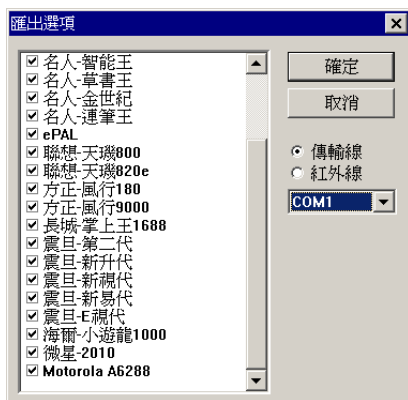 匯出選項
名人-智能王
名人-草書王
名人-金世紀
名人-連筆王
ePAL
聯想-天璣800
聯想-天璣820e
方正-風行180
方正-風行9000
長城-掌上王1688
震旦-第二代
震旦-新升代
震旦-新視代
震旦-新易代
震旦-E視代
海爾-小遊龍1000
微星-2010
Motorola A6288
確定
取消
傳輸線
紅外線
COM1